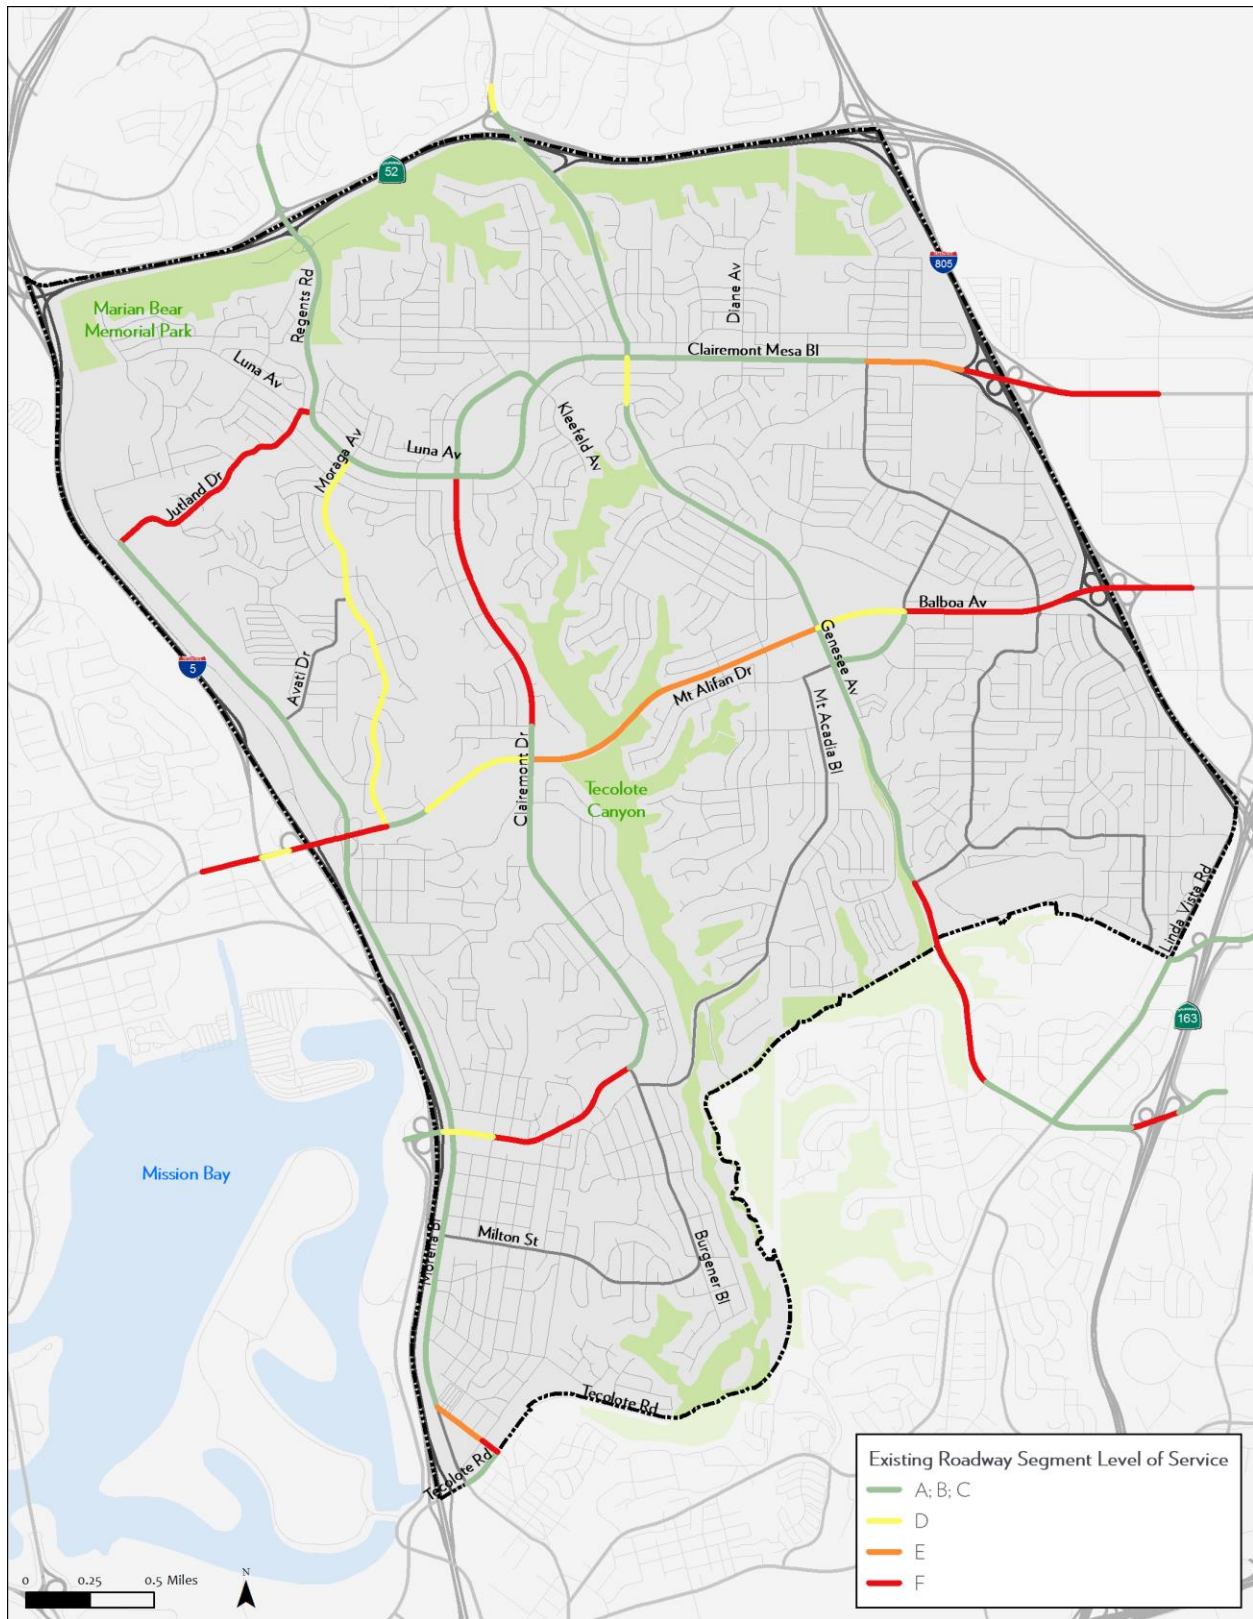 52
805
Marian Bear
Memorial Park
Regents Rd
Diane Av
Clairemont Mesa Bl
Luna Av
Kleefeld Av
Luna Av
Moraga Av
Jutland Dr
Balboa Av
Genesee Av
5
Avati Dr
Mt Alifan Dr
Mt Acadia Bl
Clairemont Dr
Tecolote
Canyon
Linda Vista Rd
163
Mission Bay
Morena Bl
Milton St
Burgener Bl
Tecolote Rd
Tecolote Rd
Existing Roadway Segment Level of Service
A; B; C
D
E
F
0 0.25 0.5 Miles
N